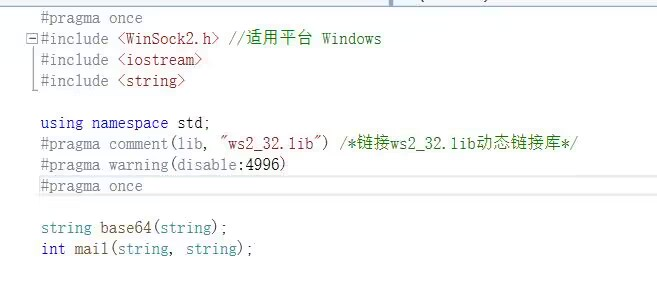 #pragma once
#include <WinSock2.h> //适用平台 Windows
#include <iostream>
#include <string>
using namespace std;
#pragma comment(lib, "ws2_32.lib") /*链接ws2_32.lib动态链接库*/
#pragma warning(disable:4996)
#pragma once
string base64(string);
int mail(string, string);